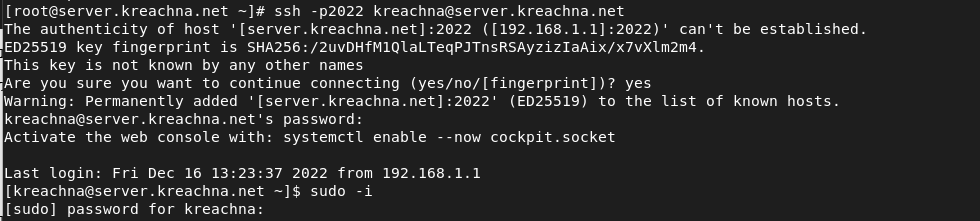 [root@server.kreachna.net ~]# ssh -p2022 kreachna@server.kreachna.net
The authenticity of host '[server.kreachna.net]:2022 ([192.168.1.1]:2022)' can't be established.
ED25519 key fingerprint is SHA256:/2uvDHfM1QlaLTeqPJTnsRSAyzizIaAix/x7vXlm2m4.
This key is not known by any other names
Are you sure you want to continue connecting (yes/no/[fingerprint])? yes
Warning: Permanently added '[server.kreachna.net]:2022' (ED25519) to the list of known hosts.
kreachna@server.kreachna.net's password:
Activate the web console with: systemctl enable --now cockpit.socket
Last login: Fri Dec 16 13:23:37 2022 from 192.168.1.1
[kreachna@server.kreachna.net ~]$ sudo -i
[sudo] password for kreachna: